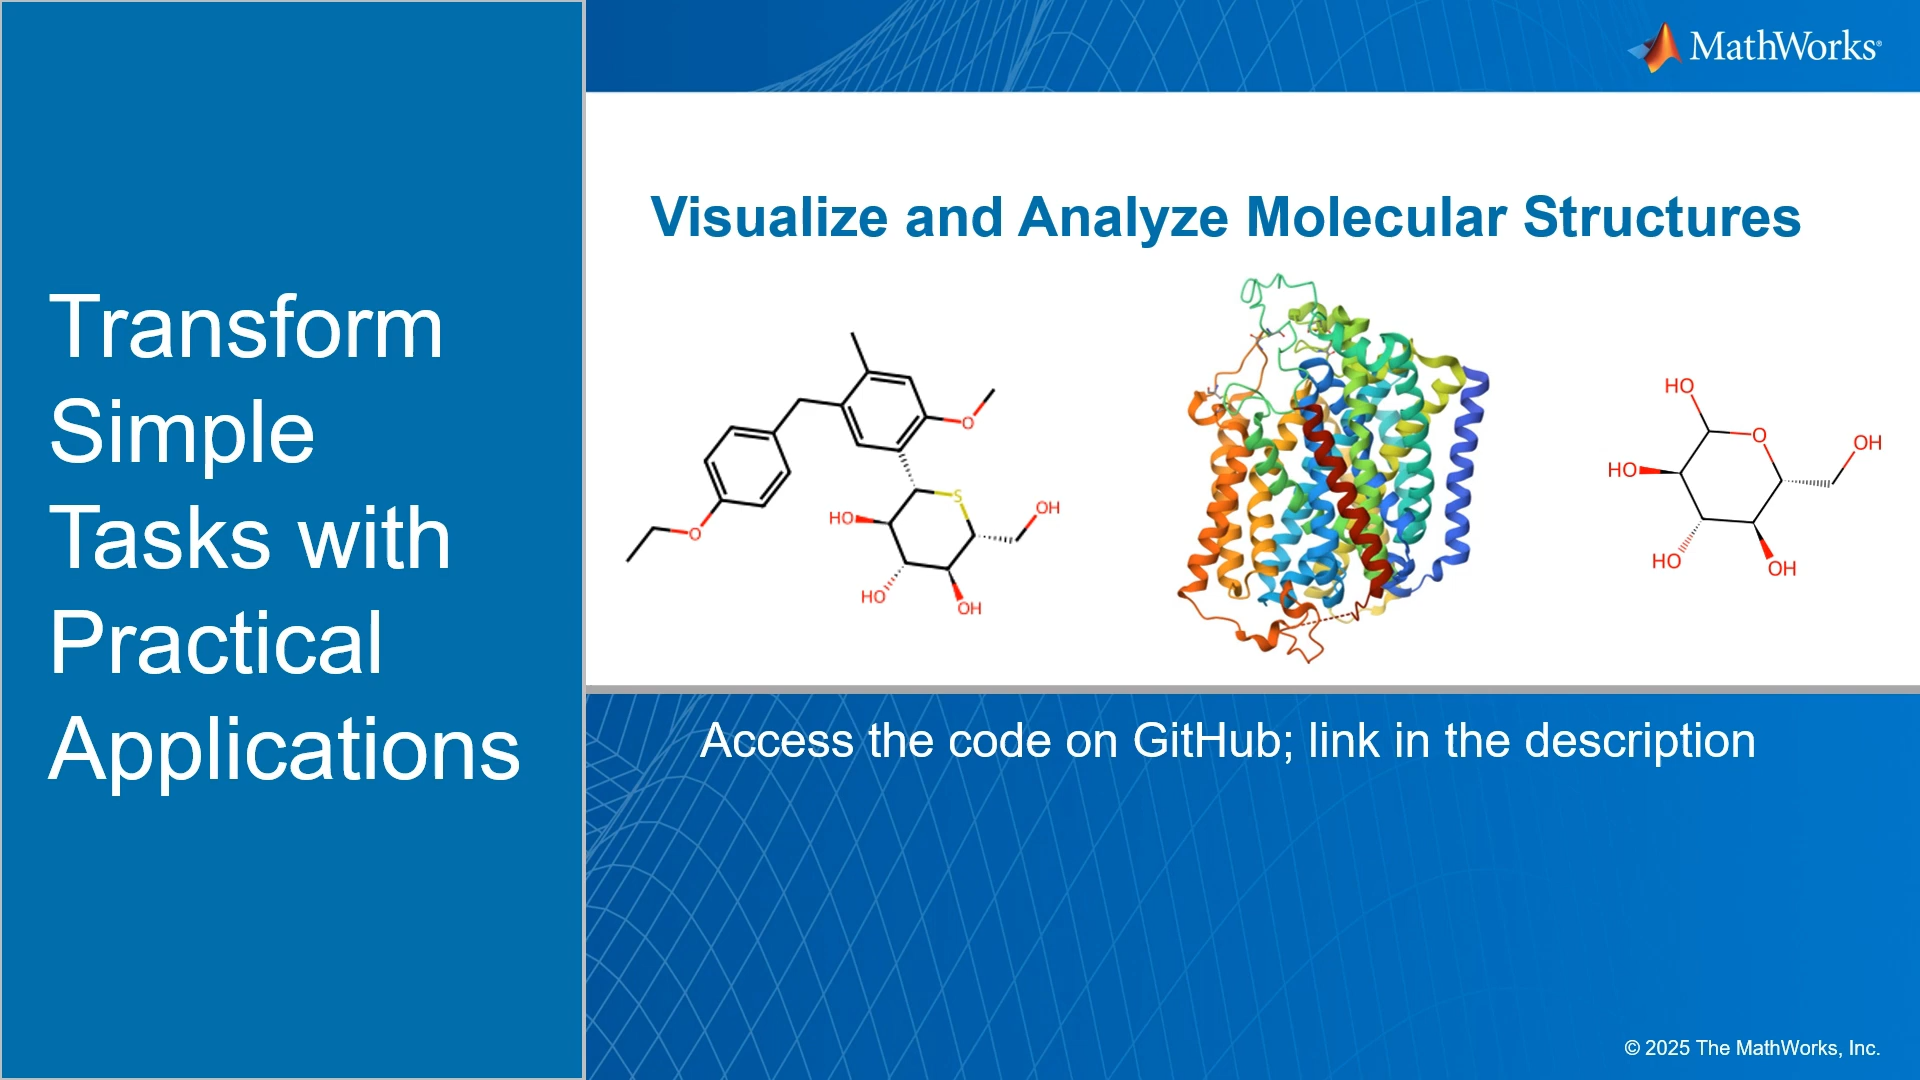 Transform
Simple
Tasks with
Practical
Applications
MathWorks®
Visualize and Analyze Molecular Structures
O
O
S
HO
OH
HO
OH
HO
O
OH
HO
HO
OH
Access the code on GitHub; link in the description
© 2025 The MathWorks, Inc.